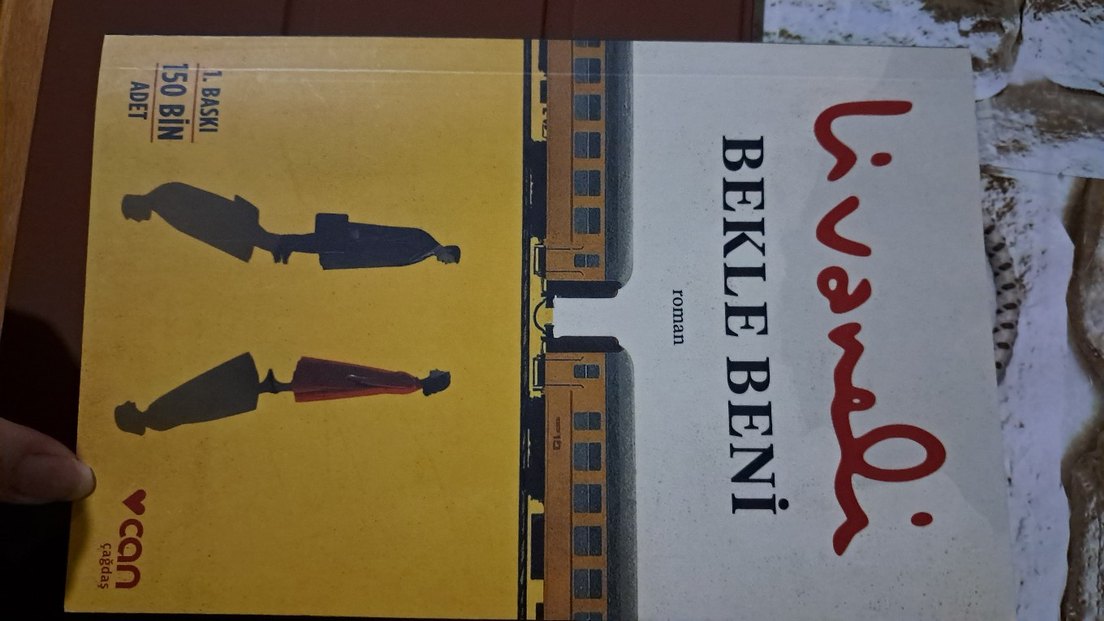 Livaneli
BEKLE BENİ
roman
1. BASKI
150 BİN
ADET
can
çağdaş